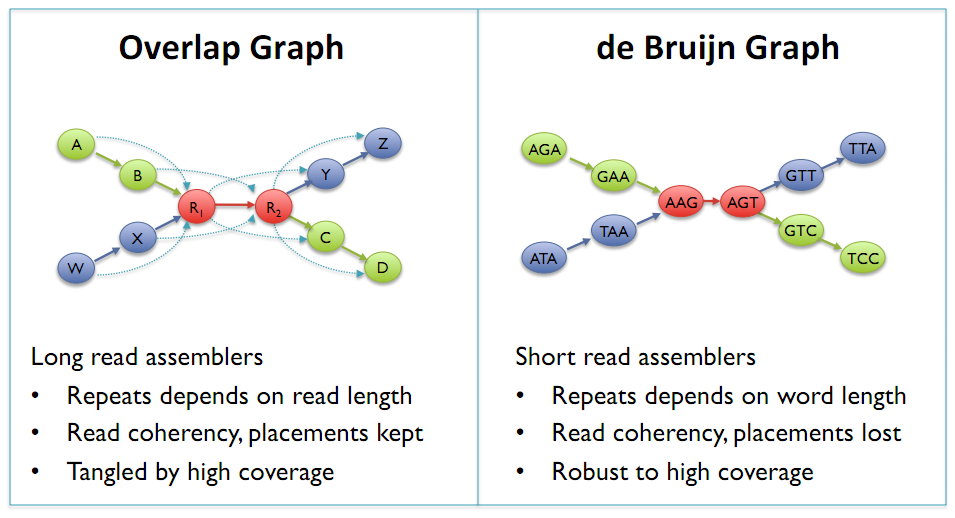 Overlap Graph
A
B
R1
R2
X
W
Z
Y
C
D
Long read assemblers
• Repeats depends on read length
• Read coherency, placements kept
• Tangled by high coverage
de Bruijn Graph
AGA
GAA
AAG
AGT
TAA
ATA
TTA
GTT
GTC
TCC
Short read assemblers
• Repeats depends on word length
• Read coherency, placements lost
• Robust to high coverage